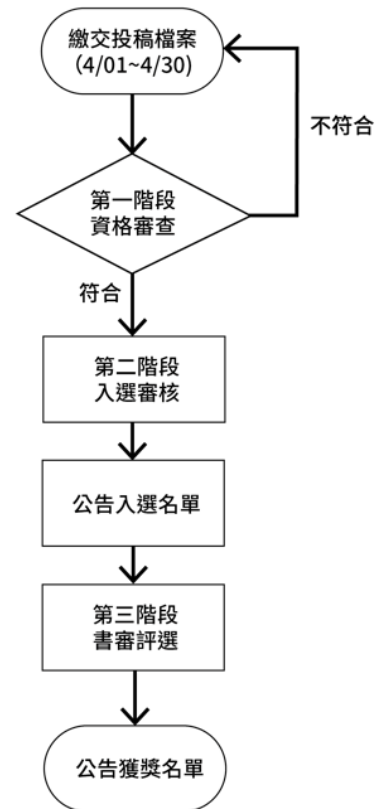 繳交投稿檔案
(4/01~4/30)
不符合
第一階段
資格審查
符合
第二階段
入選審核
公告入選名單
第三階段
書審評選
公告獲獎名單